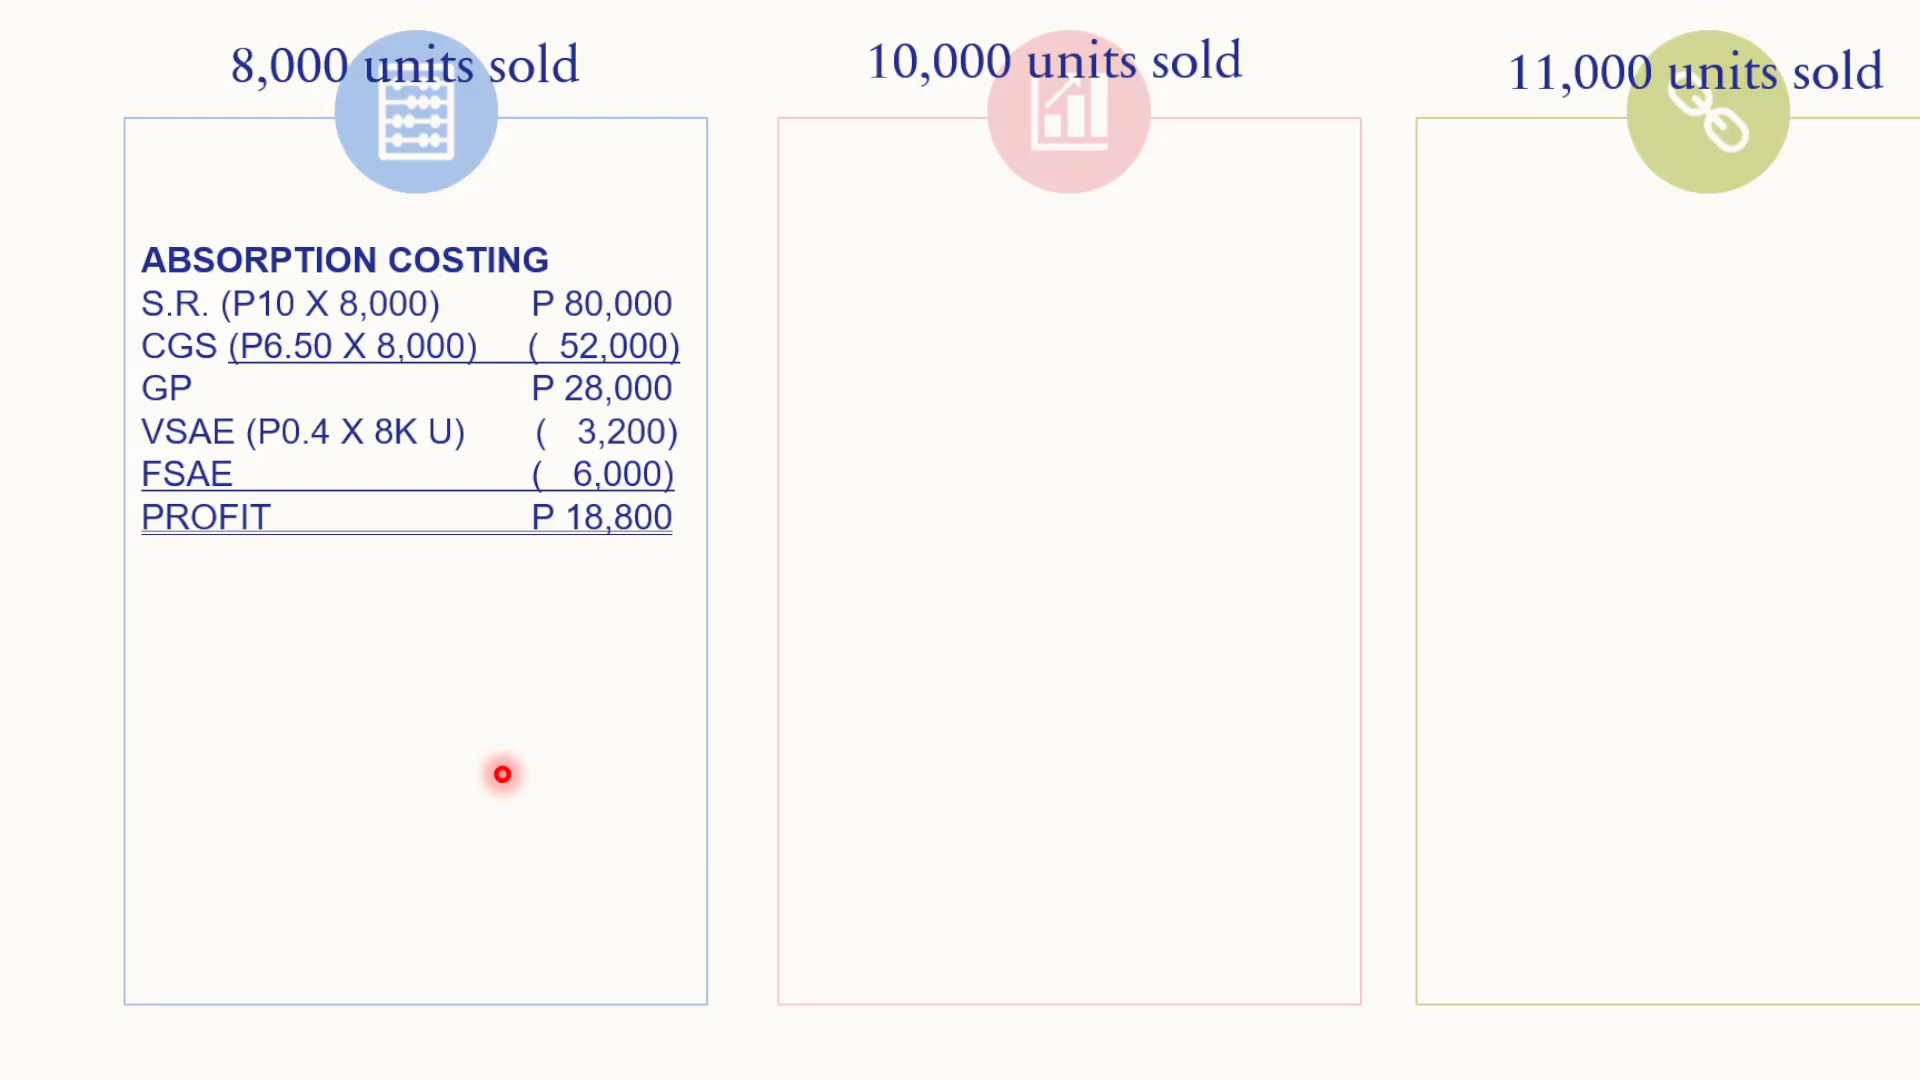 8,000 units sold
10,000 units sold
11,000 units sold
ABSORPTION COSTING
S.R. (P10 X 8,000) P 80,000
CGS (P6.50 X 8,000) ( 52,000)
GP P 28,000
VSAE (P0.4 X 8K U) ( 3,200)
FSAE ( 6,000)
PROFIT P 18,800